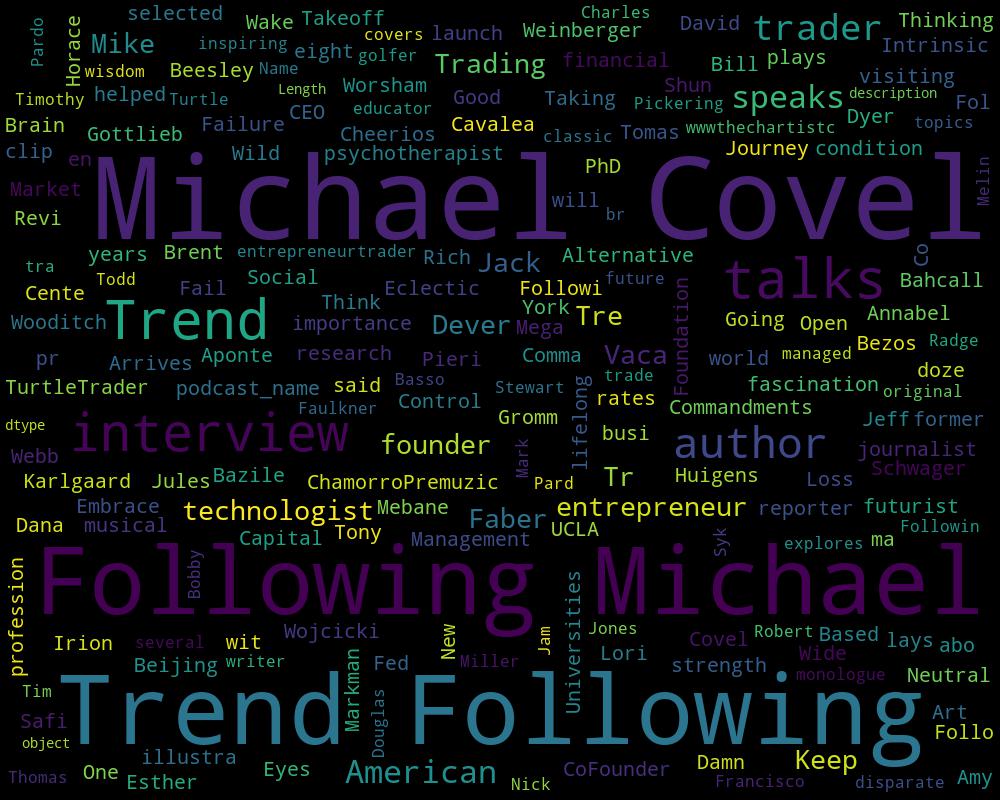 Pardo Horace selected Wake Takeoff covers launch Charles Weinberger David trader Thinking
Mike inspiring eight golfer Trading financial Bill plays Intrinsic
wisdom Beesley Name Length Worsham Shun visiting
Timothy helped Turtle CEO educator Good Taking Pickering speaks description Fol
Brain Gottlieb Failure Cheerios Cavalea classic Tomas wwwthechartistc Dyer topics
clip en Wild psychotherapist PhD Journey condition
Market Michael Covel Melin
Revi will br
years Brent entrepreneurtrader Rich Jack Alternative Co
tra Todd Social future talks Bahcall
Cente Fail Think Eclectic Followi York Foundation Annabel
Wooditch Trend importance Dever Mega Tre Going Open Bezos Radge
pr Arrives Aponte research Pieri Comma Vaca world managed doze
TurtleTrader podcast_name said Basso Stewart trade fascination original
Faulkner Control lifelong rates Commandments
dtype interview Gromm busi author Jeff former
Webb founder Mark journalist
Karlgaard Jules Bazile ChamorroPremuzic Pard Tr Huigens Loss Schwager
Embrace technologist Mebane Faber entrepreneur reporter futurist
Dana musical Capital Tony Management UCLA Syk explores ma Followin
profession Following Bobby Michael
Irion several wit Wojcicki New Jam Universities Jones Covel Robert Based lays abo
Beijing writer Markman Fed Miller Lori strength Wide monologue Neutral
Tim Trend Following
Safi Douglas Art
object illustra Follo
Thomas One Esther Eyes American Nick CoFounder Damn Keep Francisco disparate Amy